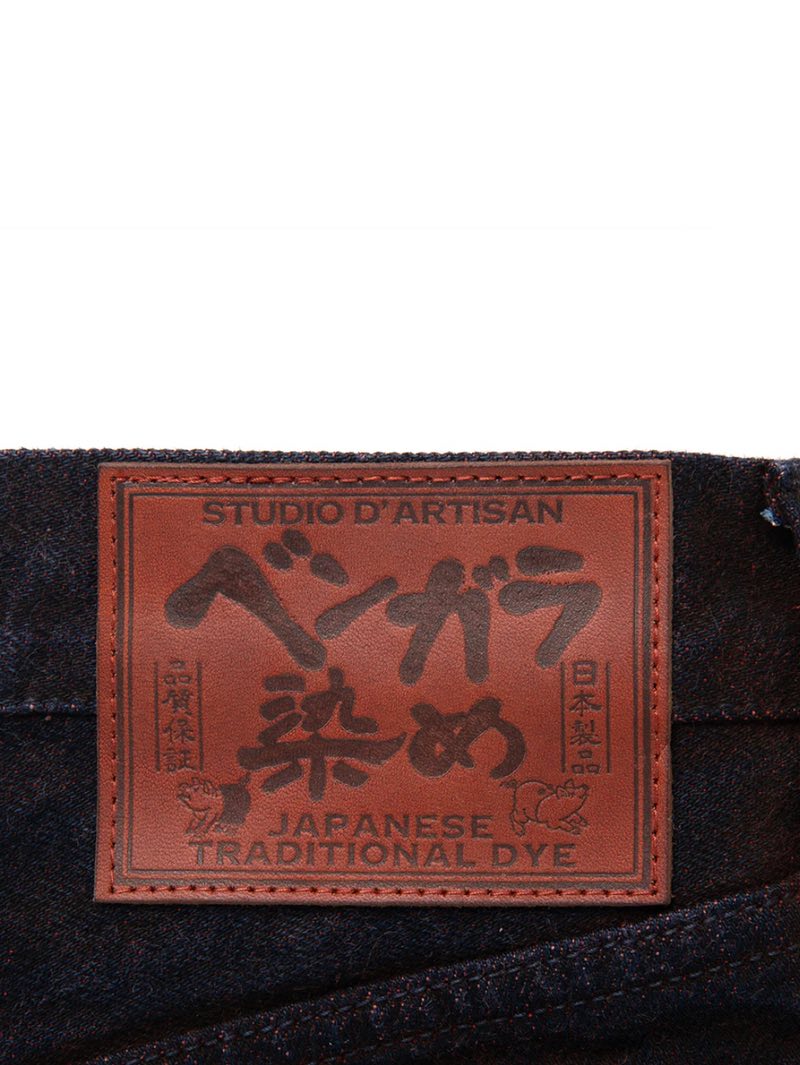 STUDIO D'ARTISAN
ベンガラ
染め
品質保証
日本製品
JAPANESE
TRADITIONAL DYE